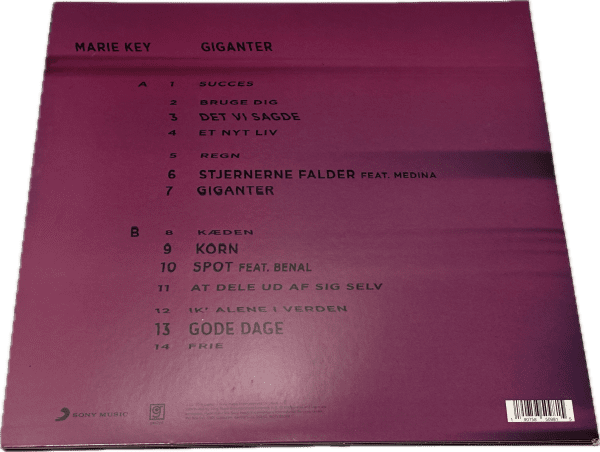 MARIE KEY GIGANTER
A 1 SUCCES
2 BRUGE DIG
3 DET VI SAGDE
4 ET NYT LIV
5 REGN
6 STJERNERNE FALDER FEAT. MEDINA
7 GIGANTER
B 8 KÆDEN
9 KORN
10 SPOT FEAT. BENAL
11 AT DELE UD AF SIG SELV
12 IK' ALENE I VERDEN
13 GODE DAGE
14 FRIE
SONY MUSIC